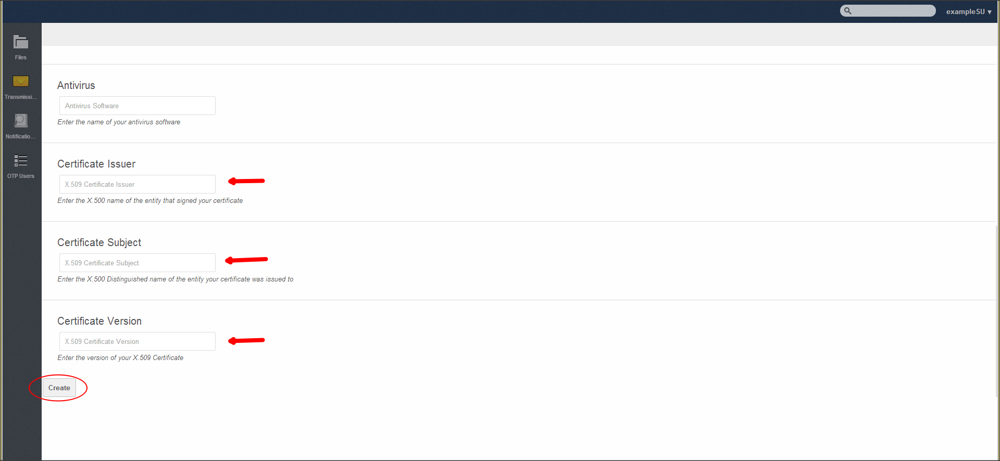 exampleSU ▾
Files
Transmissi...
Notificatio...
OTP Users
Antivirus
Antivirus Software
Enter the name of your antivirus software
Certificate Issuer
X.509 Certificate Issuer
Enter the X.500 name of the entity that signed your certificate
Certificate Subject
X.509 Certificate Subject
Enter the X.500 Distinguished name of the entity your certificate was issued to
Certificate Version
X.509 Certificate Version
Enter the version of your X.509 Certificate
Create